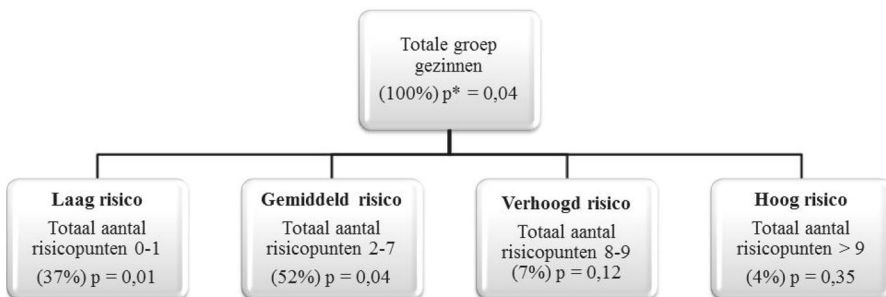 Totale groep
gezinnen
(100%) p* = 0,04
Laag risico
Totaal aantal
risicopunten 0-1
(37%) p = 0,01
Gemiddeld risico
Totaal aantal
risicopunten 2-7
(52%) p = 0,04
Verhoogd risico
Totaal aantal
risicopunten 8-9
(7%) p = 0,12
Hoog risico
Totaal aantal
risicopunten > 9
(4%) p = 0,35